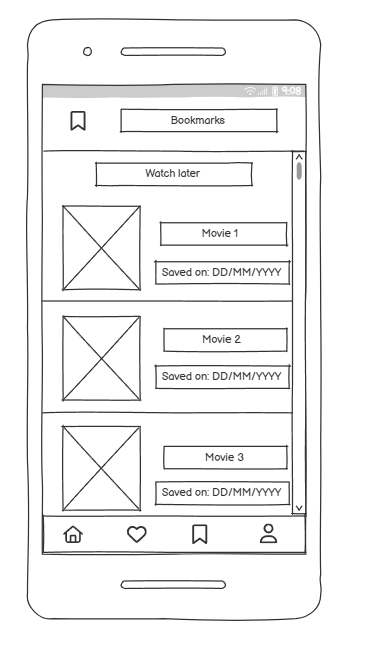 9:08
Bookmarks
Watch later
Movie 1
Saved on: DD/MM/YYYY
Movie 2
Saved on: DD/MM/YYYY
Movie 3
Saved on: DD/MM/YYYY